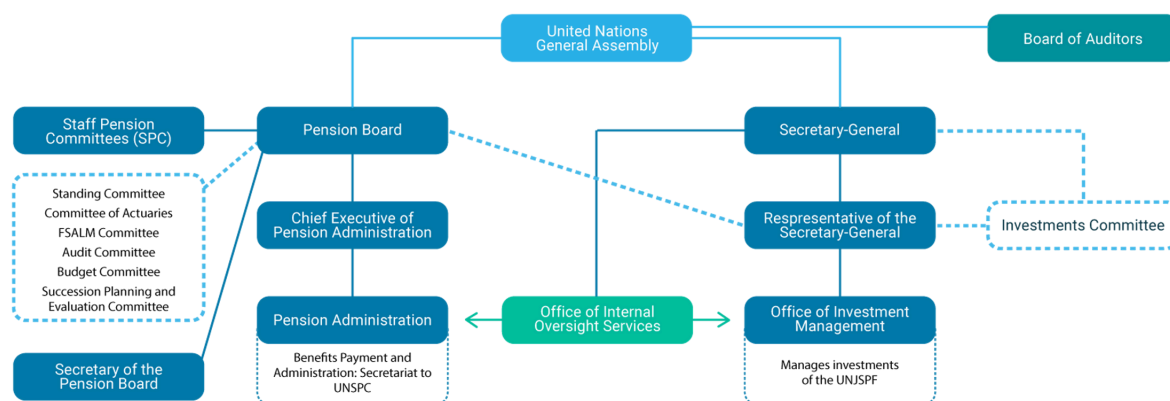 United Nations
General Assembly
Board of Auditors
Staff Pension
Committees (SPC)
Pension Board
Secretary-General
Standing Committee
Committee of Actuaries
FSALM Committee
Audit Committee
Budget Committee
Succession Planning and
Evaluation Committee
Chief Executive of
Pension Administration
Respresentative of the
Secretary-General
Investments Committee
Pension Administration
Benefits Payment and
Administration: Secretariat to
UNSPC
Office of Internal
Oversight Services
Office of Investment
Management
Manages investments
of the UNJSPF
Secretary of the
Pension Board